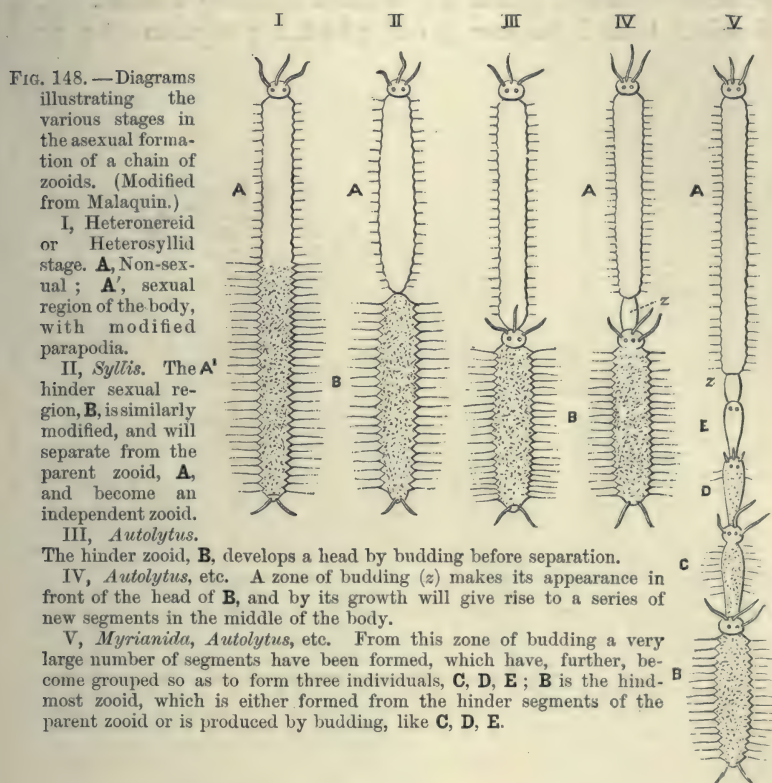 I II III IV V
FIG. 148.—Diagrams
illustrating the
various stages in
the asexual forma-
tion of a chain of
zooids. (Modified
from Malaquin.)
I, Heteronereid
or Heterosyllid
stage. A, Non-sex-
ual ; A', sexual
region of the body,
with modified
parapodia.
II, Syllis. The
hinder sexual re-
gion, B, is similarly
modified, and will
separate from the
parent zooid, A,
and become an
independent zooid.
III, Autolytus.
The hinder zooid, B, develops a head by budding before separation.
IV, Autolytus, etc. A zone of budding (z) makes its appearance in
front of the head of B, and by its growth will give rise to a series of
new segments in the middle of the body.
V, Myrianida, Autolytus, etc. From this zone of budding a very
large number of segments have been formed, which have, further, be-
come grouped so as to form three individuals, C, D, E ; B is the hind-
most zooid, which is either formed from the hinder segments of the
parent zooid or is produced by budding, like C, D, E.
A A A A
z
A'
B
B
z
E
D
C
B